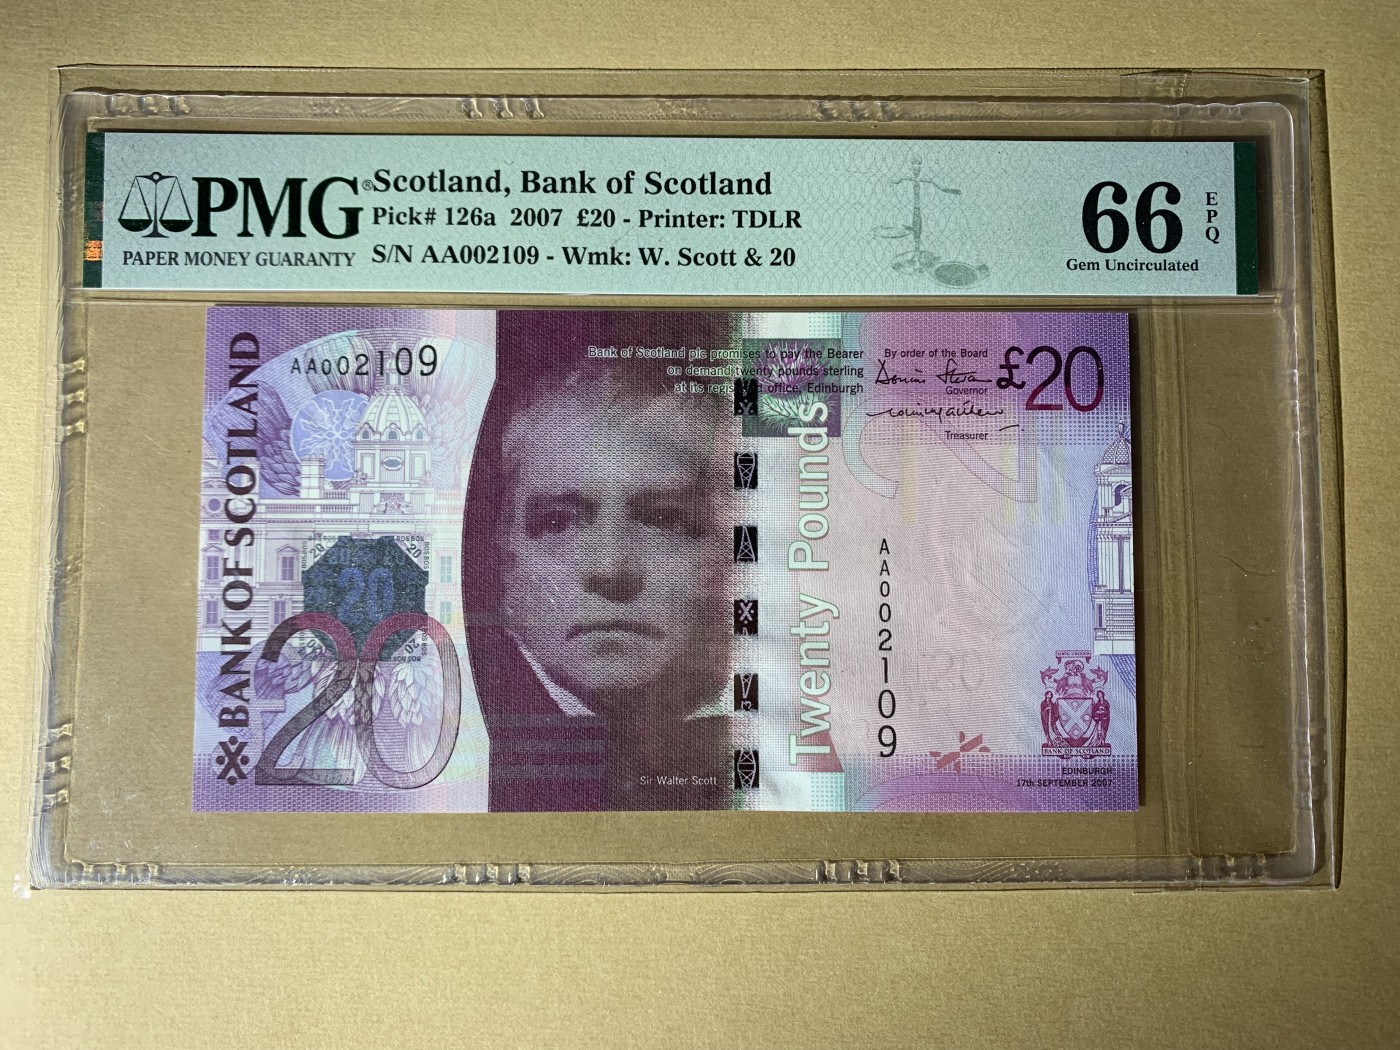 PMG®
PAPER MONEY GUARANTY
Scotland, Bank of Scotland
Pick# 126a 2007 £20 - Printer: TDLR
S/N AA002109 - Wmk: W. Scott & 20
66
EPQ
Gem Uncirculated
BANK OF SCOTLAND
AA002109
Bank of Scotland plc promises to pay the Bearer
on demand twenty pounds sterling
at its office, Edinburgh
By order of the Board
Governor
Treasurer
£20
Twenty Pounds
AA002109
20
20
Sir Walter Scott
BANK OF SCOTLAND
EDINBURGH
17th SEPTEMBER 2007